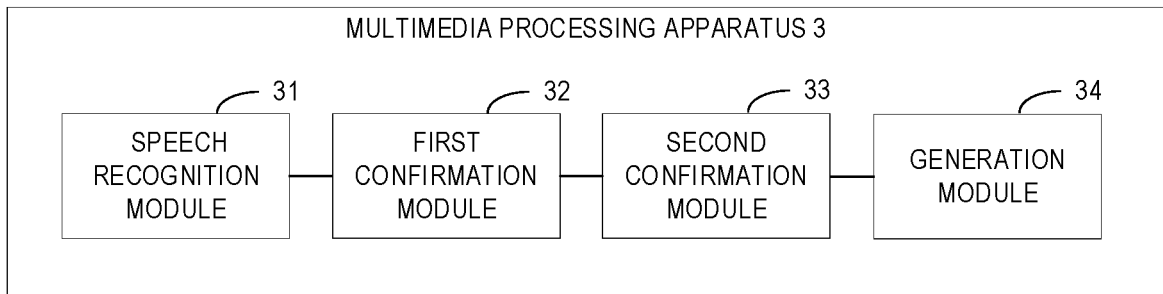 MULTIMEDIA PROCESSING APPARATUS 3
31
32
33
34
SPEECH
RECOGNITION
MODULE
FIRST
CONFIRMATION
MODULE
SECOND
CONFIRMATION
MODULE
GENERATION
MODULE